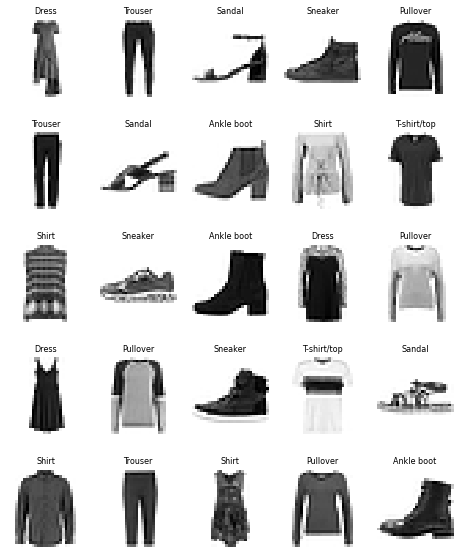 Dress Trouser Sandal Sneaker Pullover
Trouser Sandal Ankle boot Shirt T-shirt/top
Shirt Sneaker Ankle boot Dress Pullover
Dress Pullover Sneaker T-shirt/top Sandal
Shirt Trouser Shirt Pullover Ankle boot